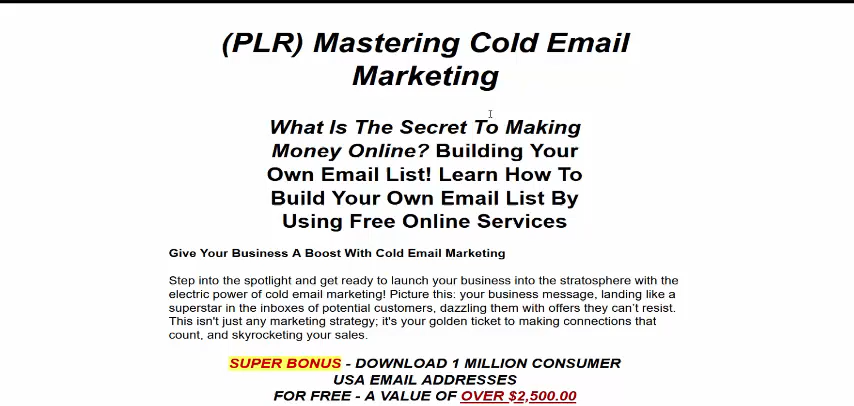 (PLR) Mastering Cold Email
Marketing
What Is The Secret To Making
Money Online? Building Your
Own Email List! Learn How To
Build Your Own Email List By
Using Free Online Services
Give Your Business A Boost With Cold Email Marketing
Step into the spotlight and get ready to launch your business into the stratosphere with the
electric power of cold email marketing! Picture this: your business message, landing like a
superstar in the inboxes of potential customers, dazzling them with offers they can’t resist.
This isn't just any marketing strategy; it's your golden ticket to making connections that
count, and skyrocketing your sales.
SUPER BONUS - DOWNLOAD 1 MILLION CONSUMER
USA EMAIL ADDRESSES
FOR FREE - A VALUE OF OVER $2,500.00